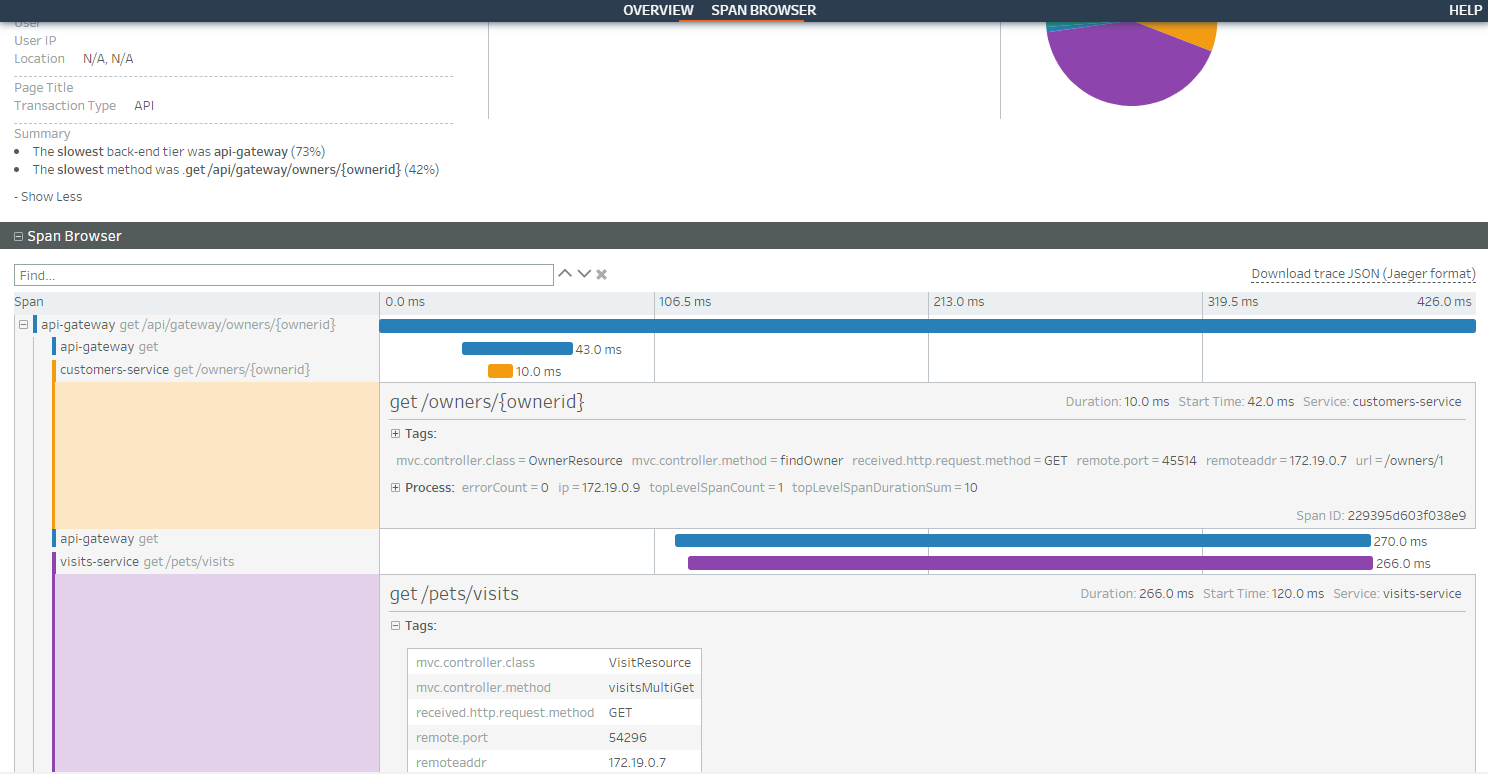 OVERVIEW SPAN BROWSER HELP
User
User IP
Location N/A, N/A
Page Title
Transaction Type API
Summary
• The slowest back-end tier was api-gateway (73%)
• The slowest method was .get /api/gateway/owners/{ownerid} (42%)
- Show Less
Span Browser
Find...
Download trace JSON (Jaeger format)
Span 0.0 ms 106.5 ms 213.0 ms 319.5 ms 426.0 ms
api-gateway get /api/gateway/owners/{ownerid}
api-gateway get 43.0 ms
customers-service get /owners/{ownerid} 10.0 ms
get /owners/{ownerid} Duration: 10.0 ms Start Time: 42.0 ms Service: customers-service
Tags:
mvc.controller.class = OwnerResource mvc.controller.method = findOwner received.http.request.method = GET remote.port = 45514 remoteaddr = 172.19.0.7 url = /owners/1
Process: errorCount = 0 ip = 172.19.0.9 topLevelSpanCount = 1 topLevelSpanDurationSum = 10
Span ID: 229395d603f038e9
api-gateway get 270.0 ms
visits-service get /pets/visits 266.0 ms
get /pets/visits Duration: 266.0 ms Start Time: 120.0 ms Service: visits-service
Tags:
mvc.controller.class VisitResource
mvc.controller.method visitsMultiGet
received.http.request.method GET
remote.port 54296
remoteaddr 172.19.0.7